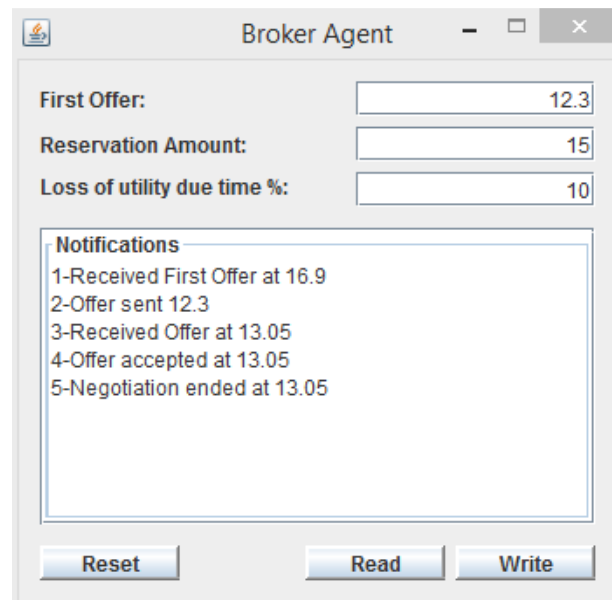 Broker Agent
First Offer: 12.3
Reservation Amount: 15
Loss of utility due time %: 10
Notifications
1-Received First Offer at 16.9
2-Offer sent 12.3
3-Received Offer at 13.05
4-Offer accepted at 13.05
5-Negotiation ended at 13.05
Reset Read Write